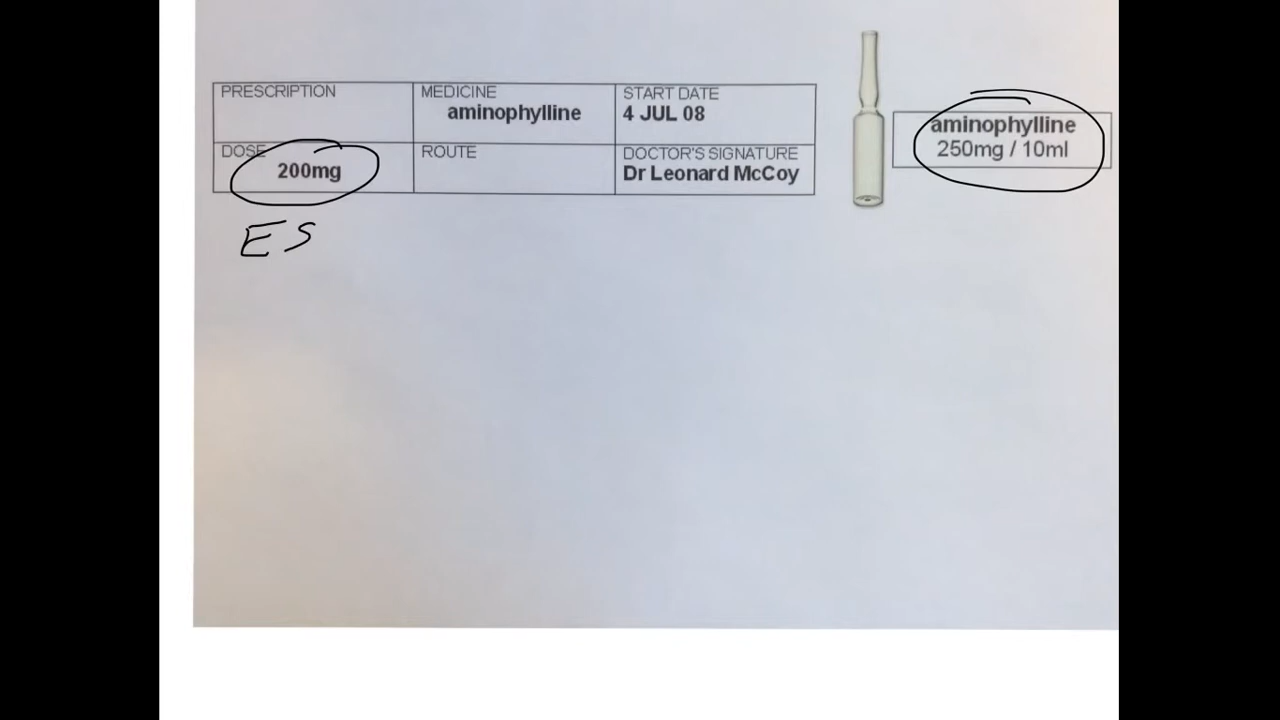 PRESCRIPTION
MEDICINE
aminophylline
START DATE
4 JUL 08
DOSE
200mg
ROUTE
DOCTOR'S SIGNATURE
Dr Leonard McCoy
aminophylline
250mg / 10ml
ES